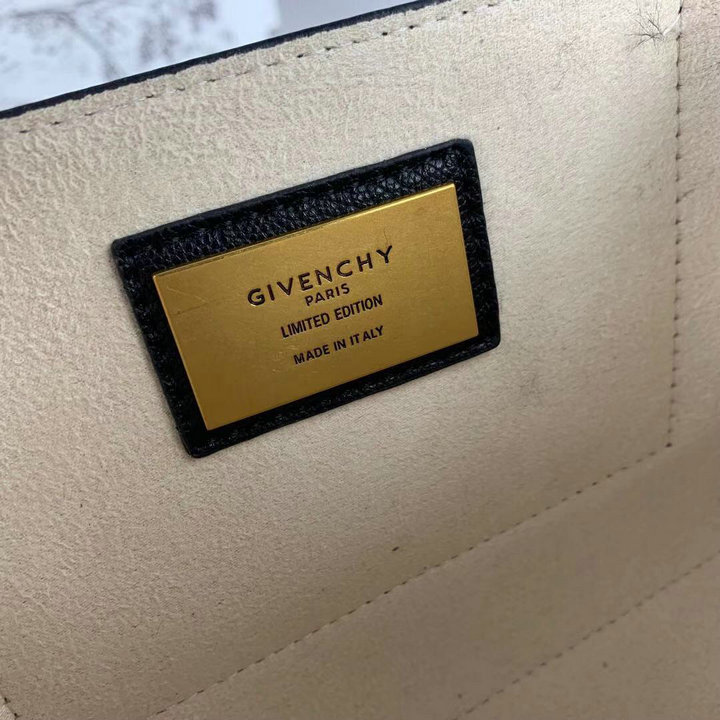 GIVENCHY
PARIS
LIMITED EDITION
MADE IN ITALY